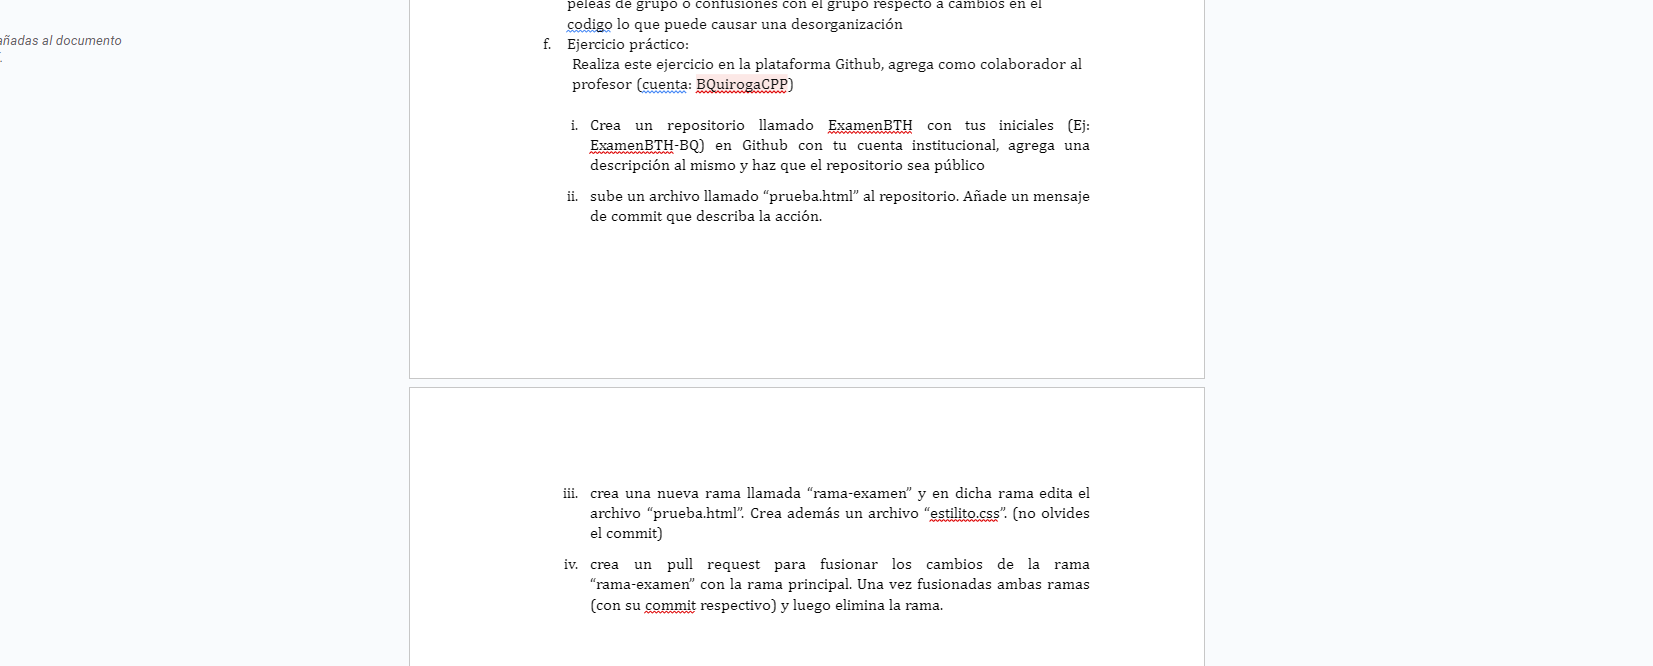 peleas de grupo o confusiones con el grupo respecto a cambios en el
codigo lo que puede causar una desorganización
añadas al documento
f. Ejercicio práctico:
Realiza este ejercicio en la plataforma Github, agrega como colaborador al
profesor (cuenta: BQuirogaCPP)
i. Crea un repositorio llamado ExamenBTH con tus iniciales (Ej:
ExamenBTH-BQ) en Github con tu cuenta institucional, agrega una
descripción al mismo y haz que el repositorio sea público
ii. sube un archivo llamado “prueba.html” al repositorio. Añade un mensaje
de commit que describa la acción.
iii. crea una nueva rama llamada “rama-examen” y en dicha rama edita el
archivo “prueba.html”. Crea además un archivo “estilito.css”. (no olvides
el commit)
iv. crea un pull request para fusionar los cambios de la rama
“rama-examen” con la rama principal. Una vez fusionadas ambas ramas
(con su commit respectivo) y luego elimina la rama.